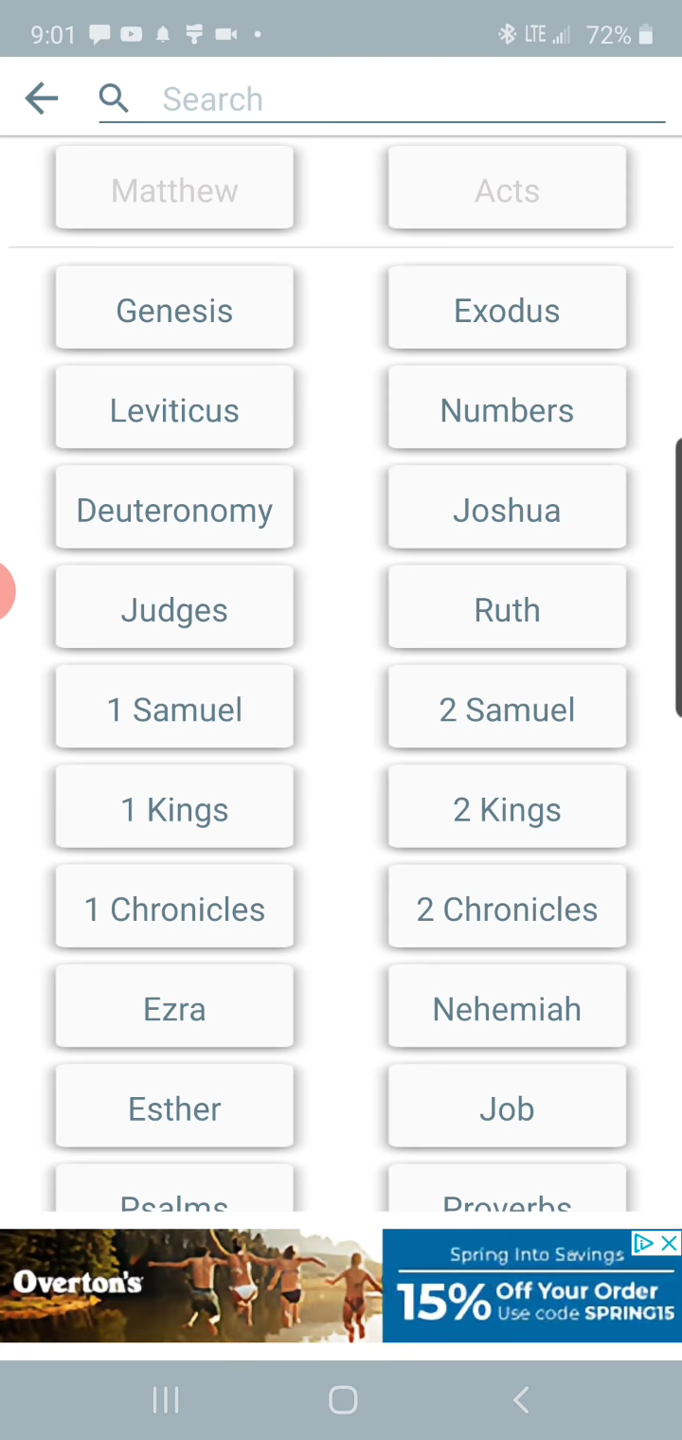 9:01 LTE 72%
Search
Matthew Acts
Genesis Exodus
Leviticus Numbers
Deuteronomy Joshua
Judges Ruth
1 Samuel 2 Samuel
1 Kings 2 Kings
1 Chronicles 2 Chronicles
Ezra Nehemiah
Esther Job
Psalms Proverbs
Overton's
Spring Into Savings
15% Off Your Order
Use code SPRING15